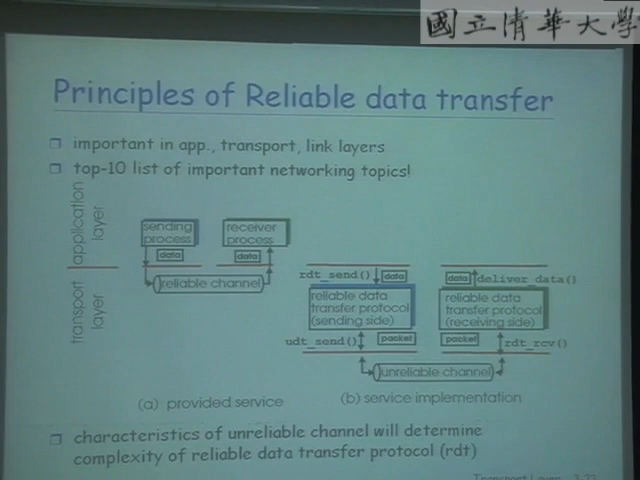 國立清華大學
Principles of Reliable data transfer
important in app., transport, link layers
top-10 list of important networking topics!
application
layer
transport
layer
sending
process
receiver
process
data
data
reliable channel
rdt_send()
data
data
deliver_data()
reliable data
transfer protocol
(sending side)
reliable data
transfer protocol
(receiving side)
udt_send()
packet
packet
rdt_rcv()
unreliable channel
(a) provided service
(b) service implementation
characteristics of unreliable channel will determine
complexity of reliable data transfer protocol (rdt)